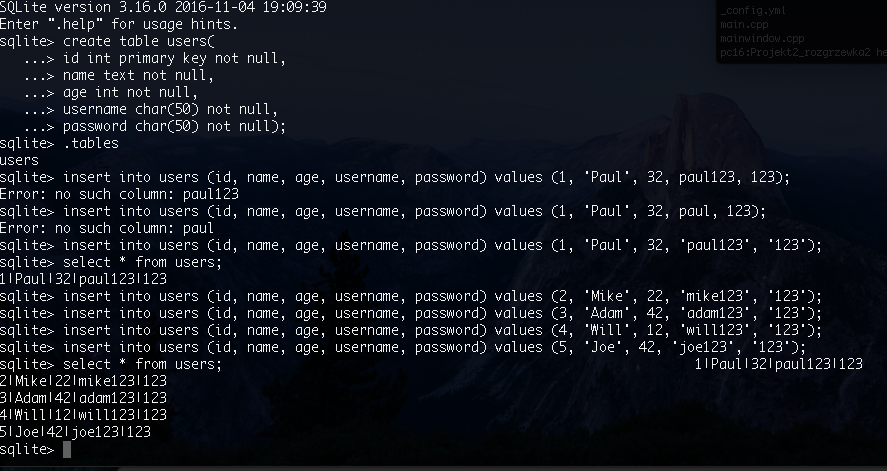 SQLite version 3.16.0 2016-11-04 19:09:39
Enter ".help" for usage hints.
sqlite> create table users(
   ...> id int primary key not null,
   ...> name text not null,
   ...> age int not null,
   ...> username char(50) not null,
   ...> password char(50) not null);
sqlite> .tables
users
sqlite> insert into users (id, name, age, username, password) values (1, 'Paul', 32, paul123, 123);
Error: no such column: paul123
sqlite> insert into users (id, name, age, username, password) values (1, 'Paul', 32, paul, 123);
Error: no such column: paul
sqlite> insert into users (id, name, age, username, password) values (1, 'Paul', 32, 'paul123', '123');
sqlite> select * from users;
1|Paul|32|paul123|123
sqlite> insert into users (id, name, age, username, password) values (2, 'Mike', 22, 'mike123', '123');
sqlite> insert into users (id, name, age, username, password) values (3, 'Adam', 42, 'adam123', '123');
sqlite> insert into users (id, name, age, username, password) values (4, 'Will', 12, 'will123', '123');
sqlite> insert into users (id, name, age, username, password) values (5, 'Joe', 42, 'joe123', '123');
sqlite> select * from users; 1|Paul|32|paul123|123
2|Mike|22|mike123|123
3|Adam|42|adam123|123
4|Will|12|will123|123
5|Joe|42|joe123|123
sqlite>
_config.yml
main.cpp
mainwindow.cpp
pc16:Projekt2_rozgrzewka2 he